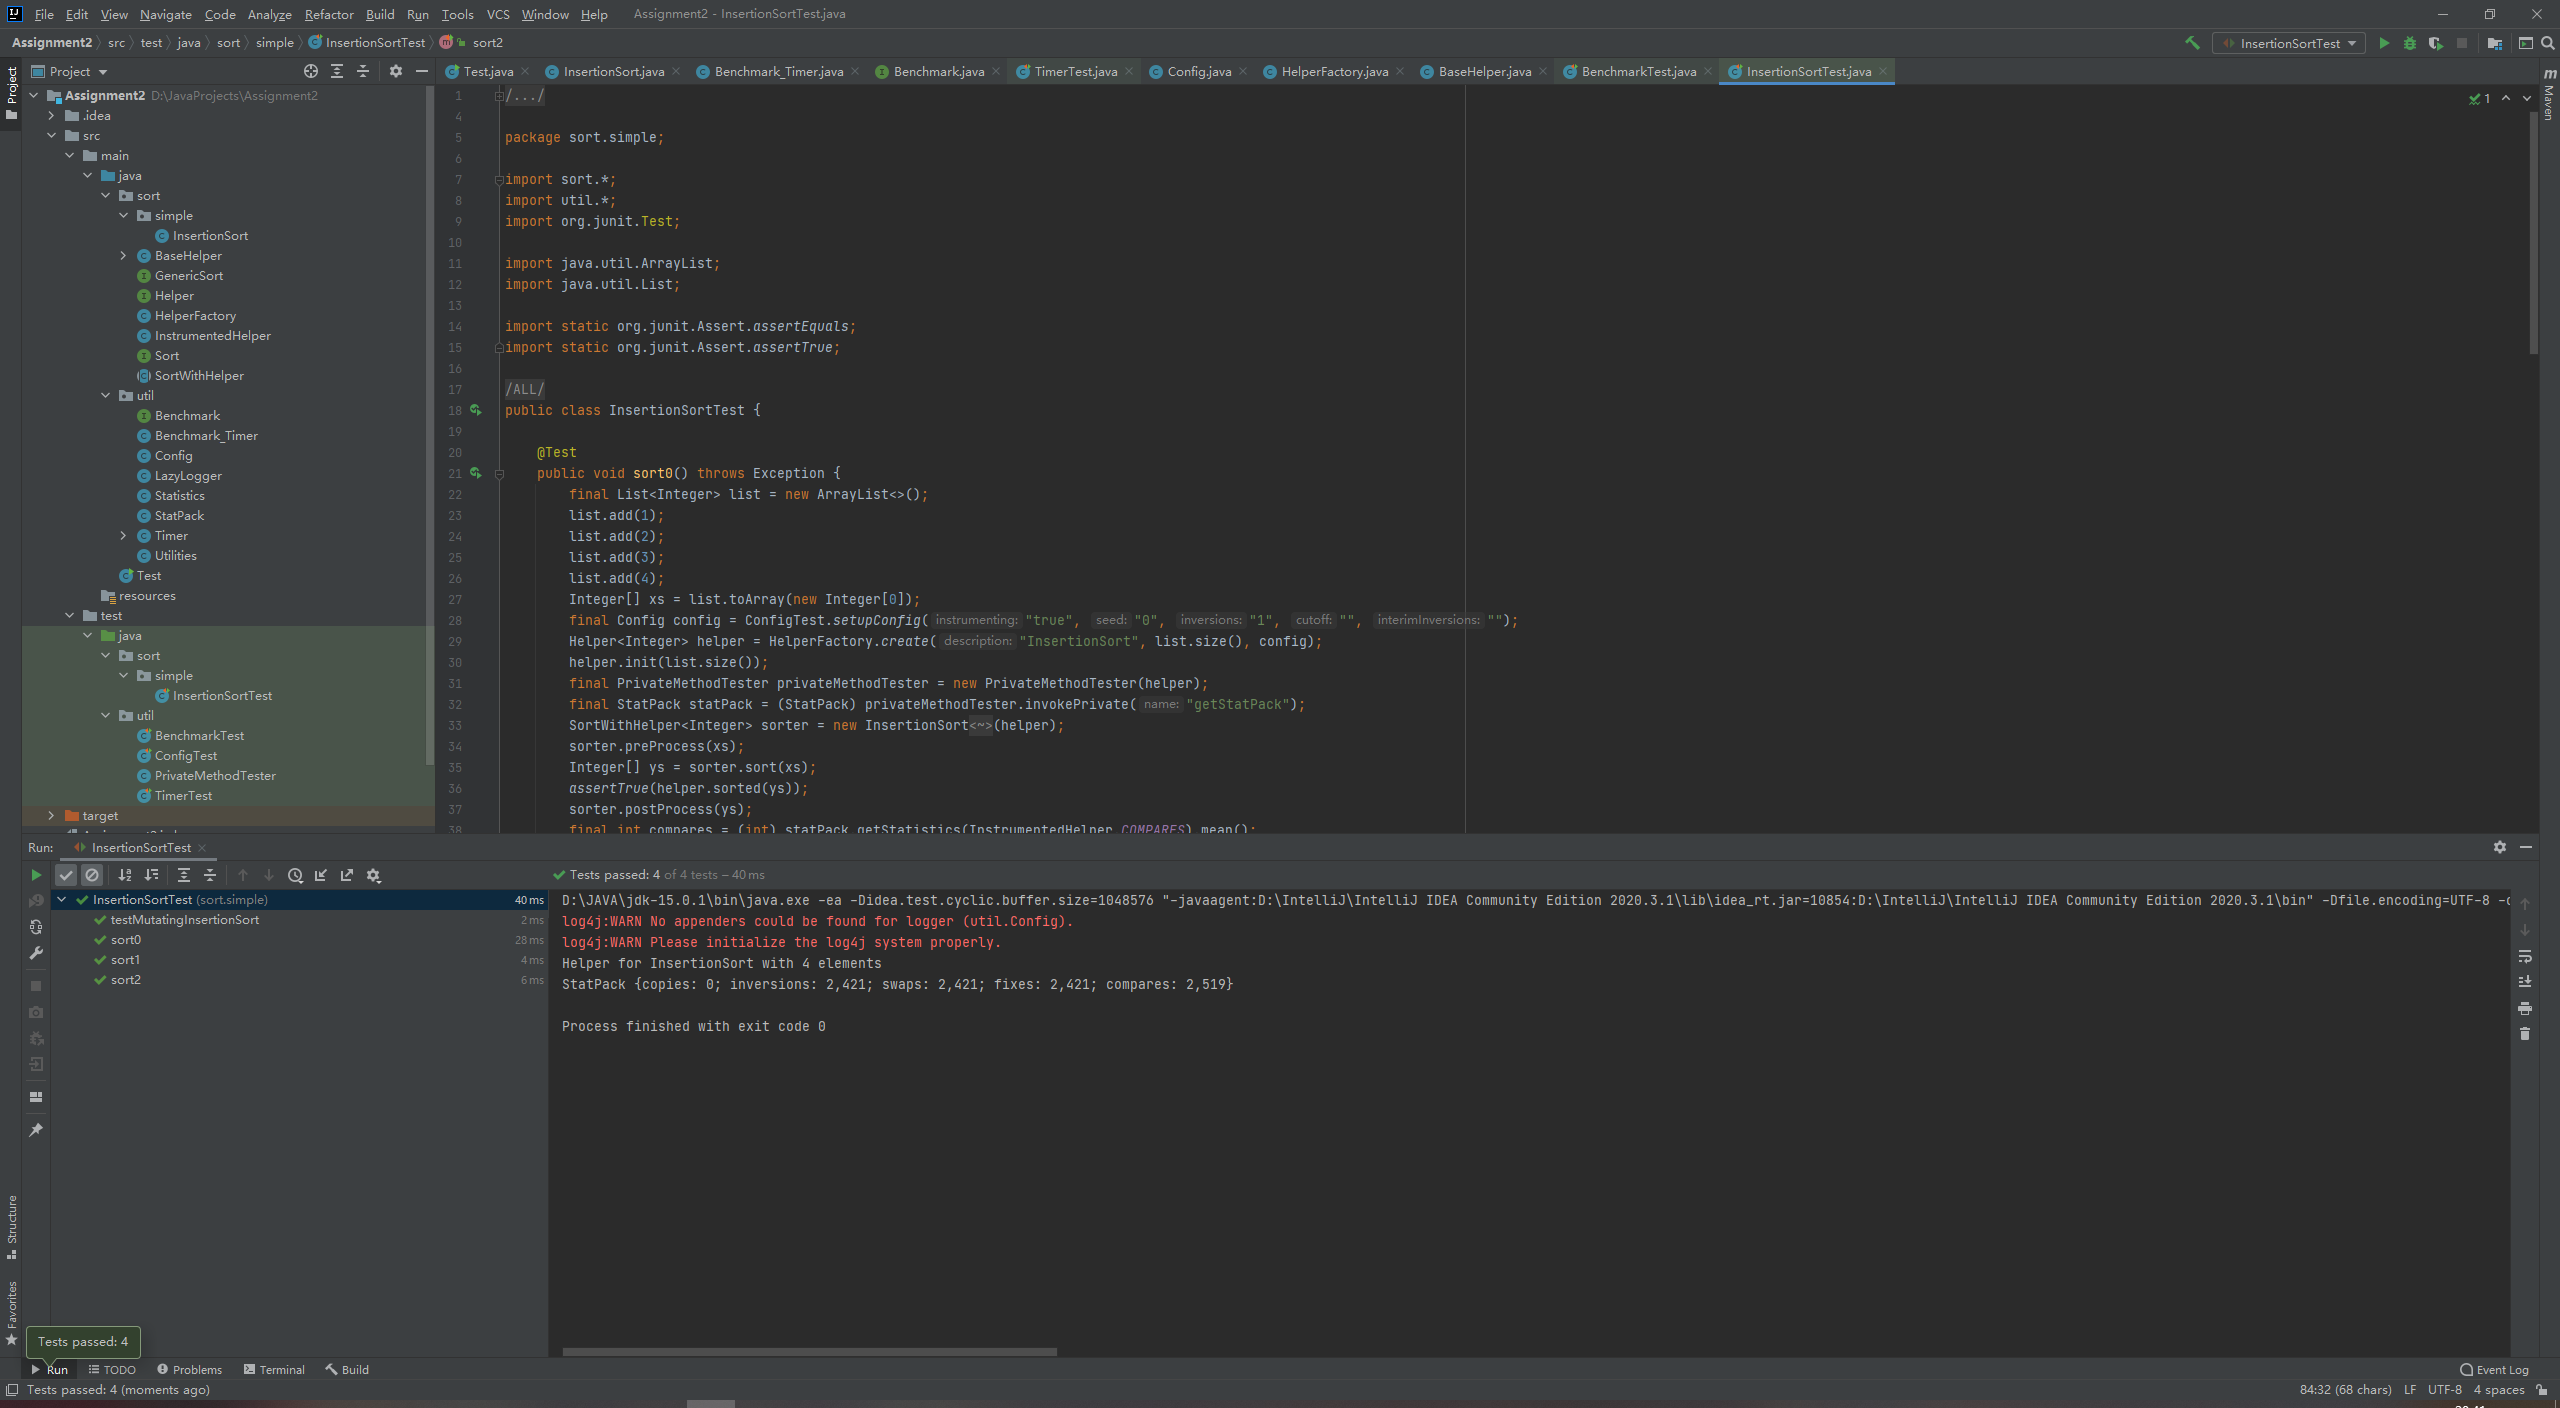 File Edit View Navigate Code Analyze Refactor Build Run Tools VCS Window Help Assignment2 - InsertionSortTest.java
Assignment2 src test java sort simple InsertionSortTest sort2
InsertionSortTest
Project
Test.java InsertionSort.java Benchmark_Timer.java Benchmark.java TimerTest.java Config.java HelperFactory.java BaseHelper.java BenchmarkTest.java InsertionSortTest.java
Project
Maven
Assignment2 D:\JavaProjects\Assignment2
.idea
src
main
java
sort
simple
InsertionSort
BaseHelper
GenericSort
Helper
HelperFactory
InstrumentedHelper
Sort
SortWithHelper
util
Benchmark
Benchmark_Timer
Config
LazyLogger
Statistics
StatPack
Timer
Utilities
Test
resources
test
java
sort
simple
InsertionSortTest
util
BenchmarkTest
ConfigTest
PrivateMethodTester
TimerTest
target
1 /.../
1
4
5 package sort.simple;
6
7 import sort.*;
8 import util.*;
9 import org.junit.Test;
10
11 import java.util.ArrayList;
12 import java.util.List;
13
14 import static org.junit.Assert.assertEquals;
15 import static org.junit.Assert.assertTrue;
16
17 /ALL/
18 public class InsertionSortTest {
19
20 @Test
21 public void sort0() throws Exception {
22 final List<Integer> list = new ArrayList<>();
23 list.add(1);
24 list.add(2);
25 list.add(3);
26 list.add(4);
27 Integer[] xs = list.toArray(new Integer[0]);
28 final Config config = ConfigTest.setupConfig( instrumenting: "true", seed: "0", inversions: "1", cutoff: "", interimInversions: "");
29 Helper<Integer> helper = HelperFactory.create( description: "InsertionSort", list.size(), config);
30 helper.init(list.size());
31 final PrivateMethodTester privateMethodTester = new PrivateMethodTester(helper);
32 final StatPack statPack = (StatPack) privateMethodTester.invokePrivate( name: "getStatPack");
33 SortWithHelper<Integer> sorter = new InsertionSort<~>(helper);
34 sorter.preProcess(xs);
35 Integer[] ys = sorter.sort(xs);
36 assertTrue(helper.sorted(ys));
37 sorter.postProcess(ys);
38 final int compares = (int) statPack.getStatistics(InstrumentedHelper.COMPARES).mean();
Run: InsertionSortTest
Tests passed: 4 of 4 tests – 40 ms
InsertionSortTest (sort.simple) 40 ms
testMutatingInsertionSort 2 ms
sort0 28 ms
sort1 4 ms
sort2 6 ms
D:\JAVA\jdk-15.0.1\bin\java.exe -ea -Didea.test.cyclic.buffer.size=1048576 "-javaagent:D:\IntelliJ\IntelliJ IDEA Community Edition 2020.3.1\lib\idea_rt.jar=10854:D:\IntelliJ\IntelliJ IDEA Community Edition 2020.3.1\bin" -Dfile.encoding=UTF-8
log4j:WARN No appenders could be found for logger (util.Config).
log4j:WARN Please initialize the log4j system properly.
Helper for InsertionSort with 4 elements
StatPack {copies: 0; inversions: 2,421; swaps: 2,421; fixes: 2,421; compares: 2,519}
Process finished with exit code 0
Structure
Favorites
Tests passed: 4
Run TODO Problems Terminal Build Event Log
Tests passed: 4 (moments ago) 84:32 (68 chars) LF UTF-8 4 spaces